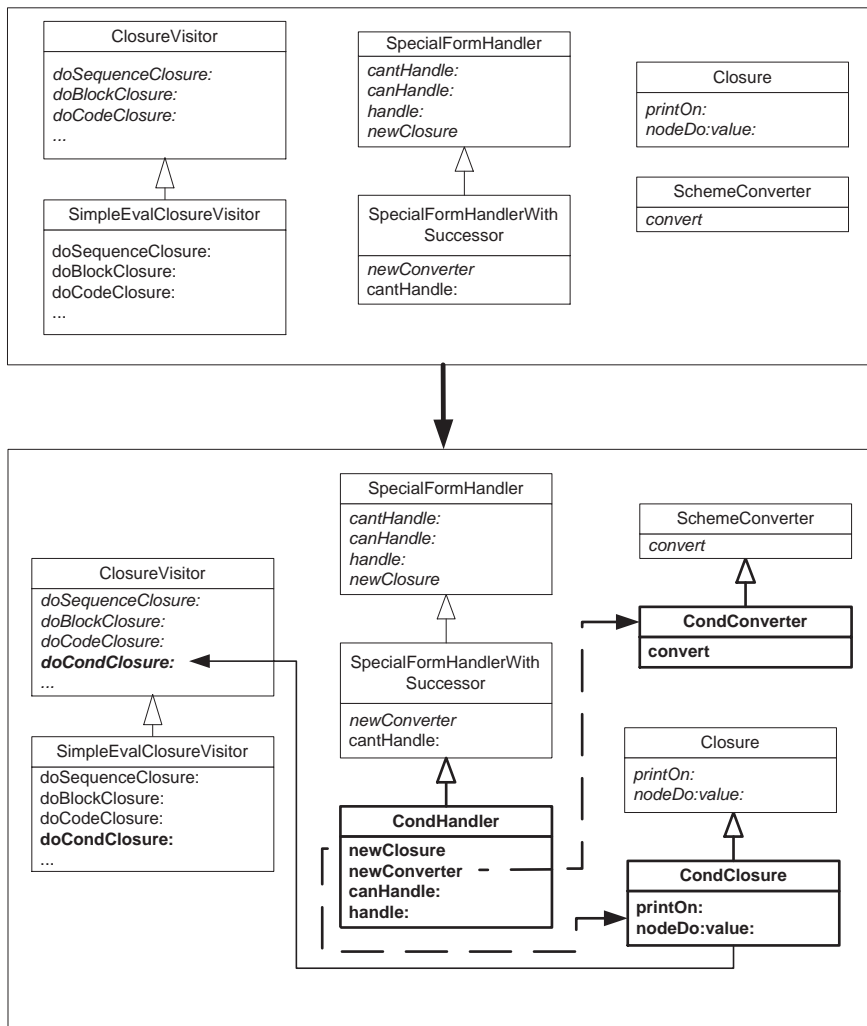 ClosureVisitor
doSequenceClosure:
doBlockClosure:
doCodeClosure:
...
SimpleEvalClosureVisitor
doSequenceClosure:
doBlockClosure:
doCodeClosure:
...
SpecialFormHandler
cantHandle:
canHandle:
handle:
newClosure
SpecialFormHandlerWith
Successor
newConverter
cantHandle:
Closure
printOn:
nodeDo:value:
SchemeConverter
convert
ClosureVisitor
doSequenceClosure:
doBlockClosure:
doCodeClosure:
doCondClosure:
...
SimpleEvalClosureVisitor
doSequenceClosure:
doBlockClosure:
doCodeClosure:
doCondClosure:
...
SpecialFormHandler
cantHandle:
canHandle:
handle:
newClosure
SpecialFormHandlerWith
Successor
newConverter
cantHandle:
CondHandler
newClosure
newConverter
canHandle:
handle:
SchemeConverter
convert
CondConverter
convert
Closure
printOn:
nodeDo:value:
CondClosure
printOn:
nodeDo:value: